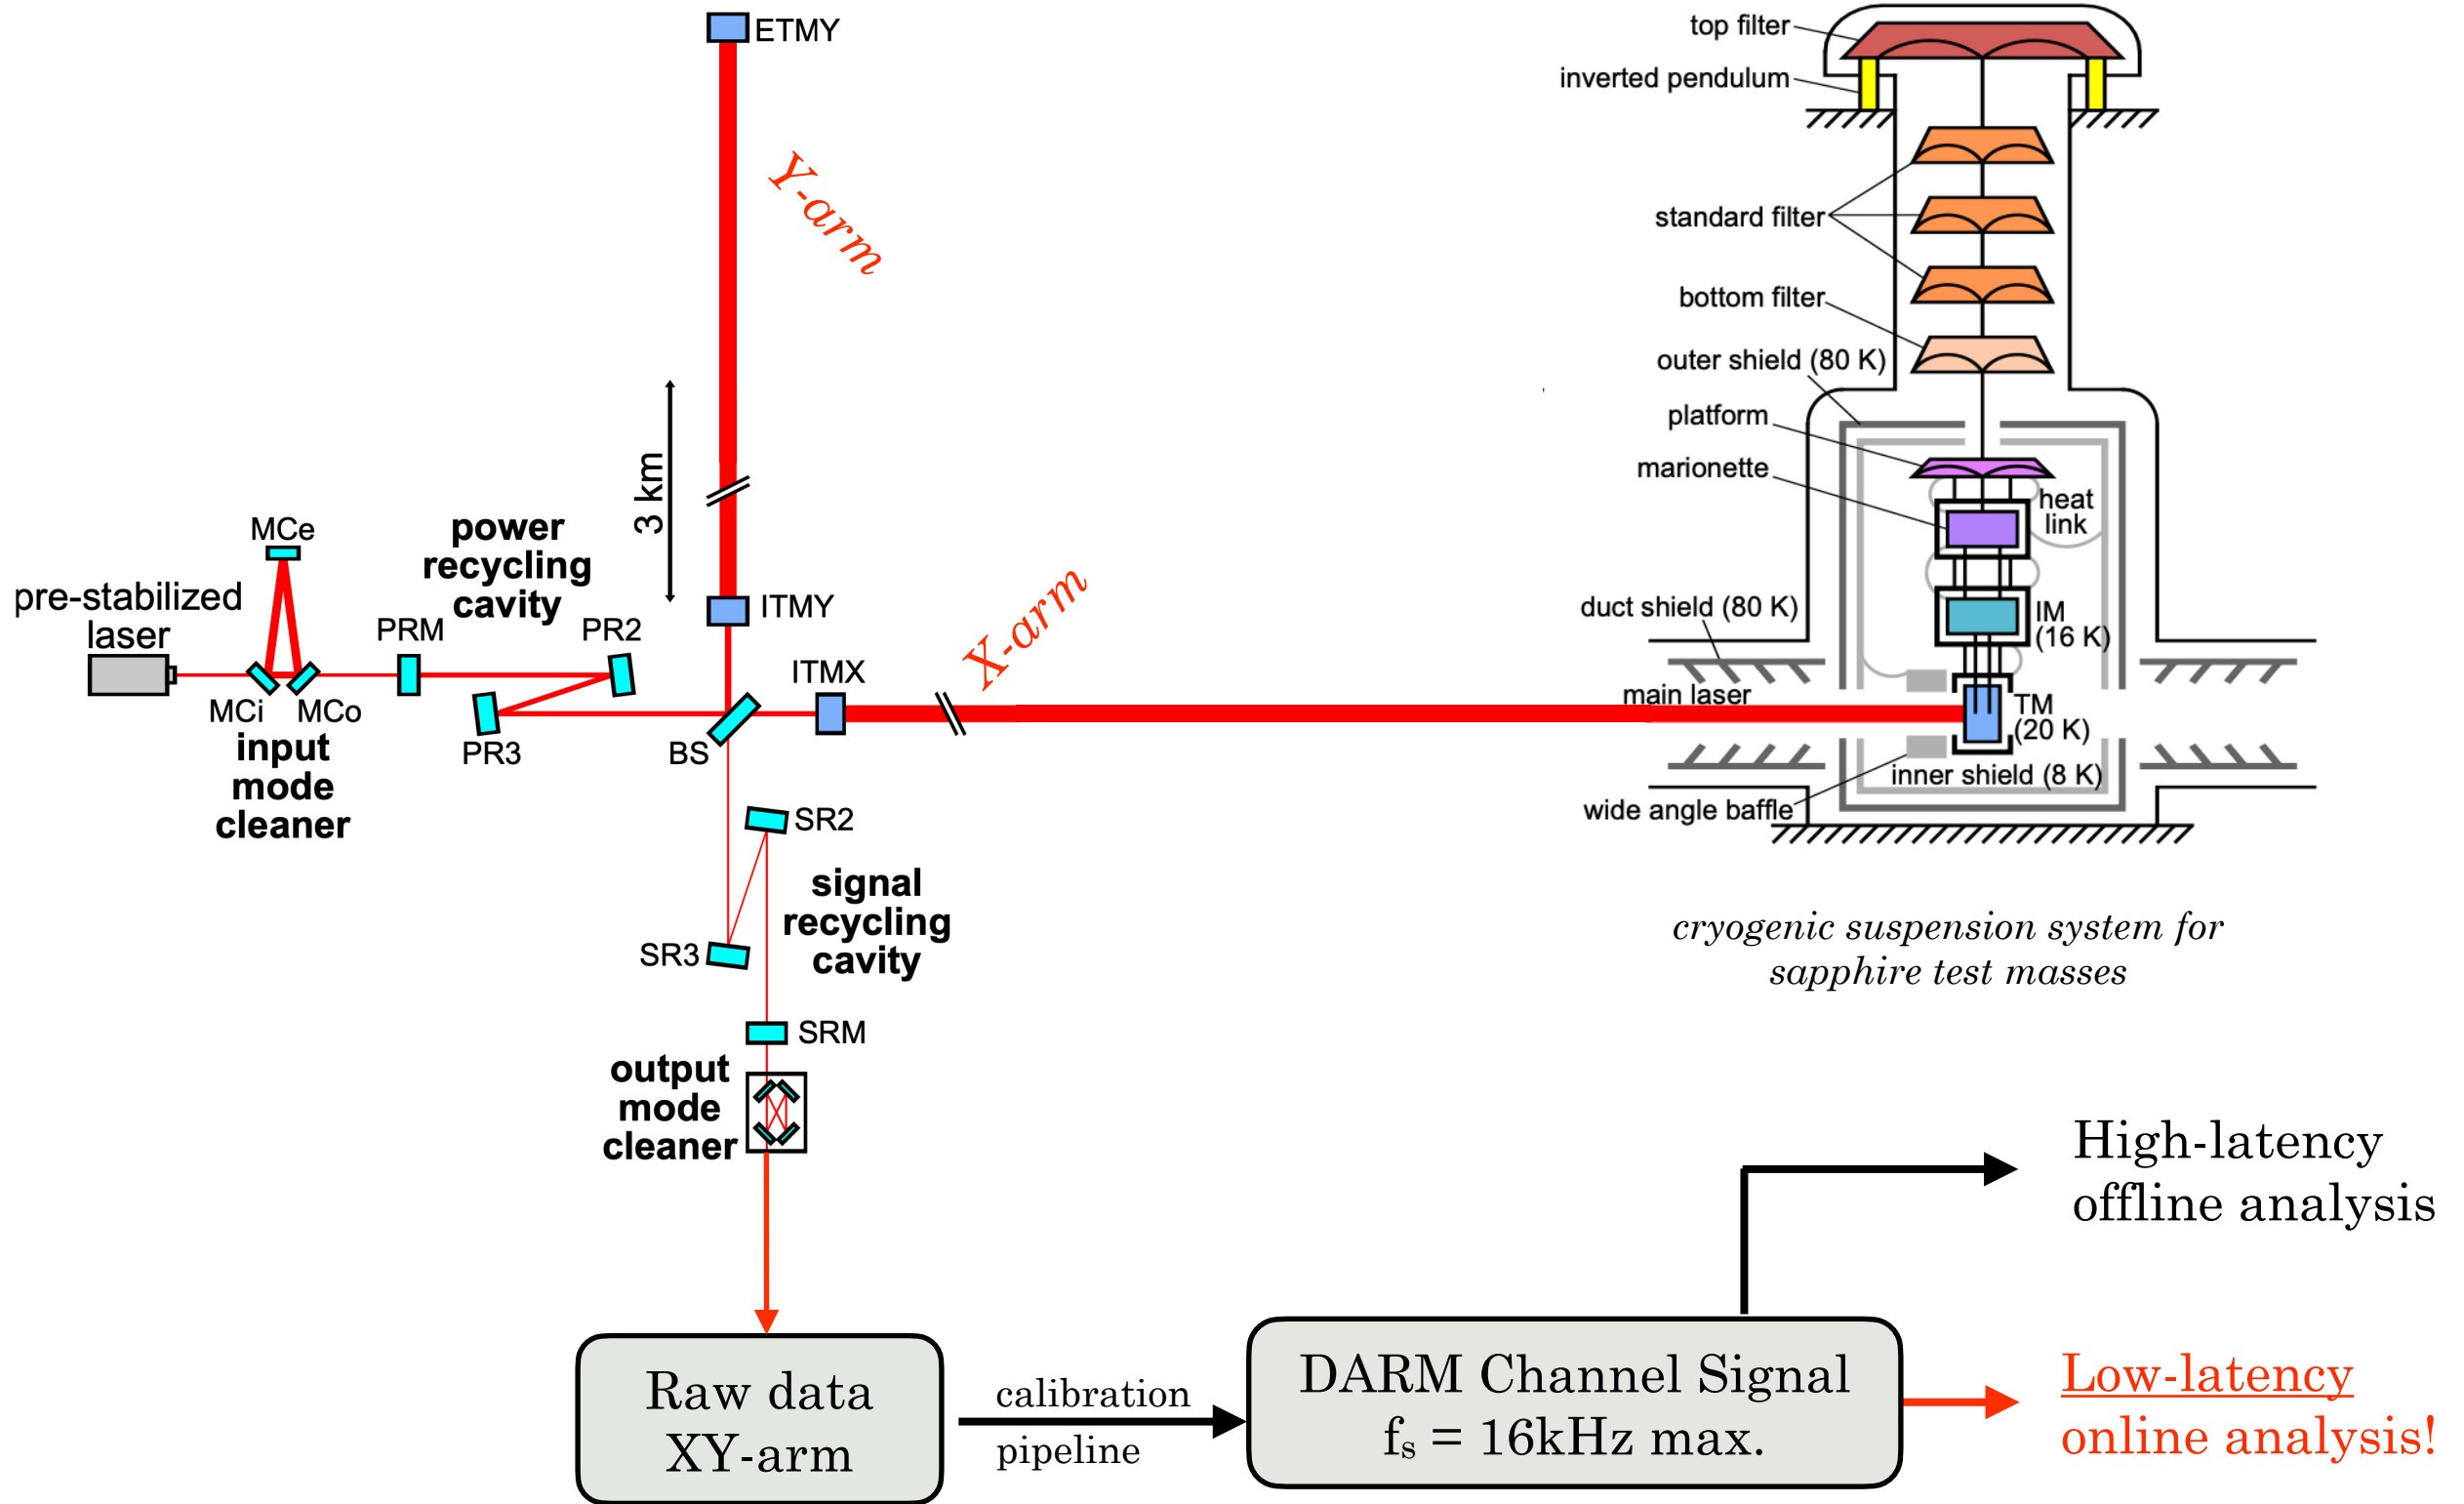 ETMY
Y-arm
3 km
MCe
power
recycling
cavity
pre-stabilized
laser
PRM
PR2
ITMY
X-arm
ITMX
MCi
MCo
PR3
BS
input
mode
cleaner
SR2
signal
recycling
cavity
SR3
SRM
output
mode
cleaner
top filter
inverted pendulum
standard filter
bottom filter
outer shield (80 K)
platform
marionette
heat
link
duct shield (80 K)
IM
(16 K)
main laser
TM
(20 K)
inner shield (8 K)
wide angle baffle
cryogenic suspension system for
sapphire test masses
Raw data
XY-arm
calibration
pipeline
DARM Channel Signal
fs = 16kHz max.
High-latency
offline analysis
Low-latency
online analysis!